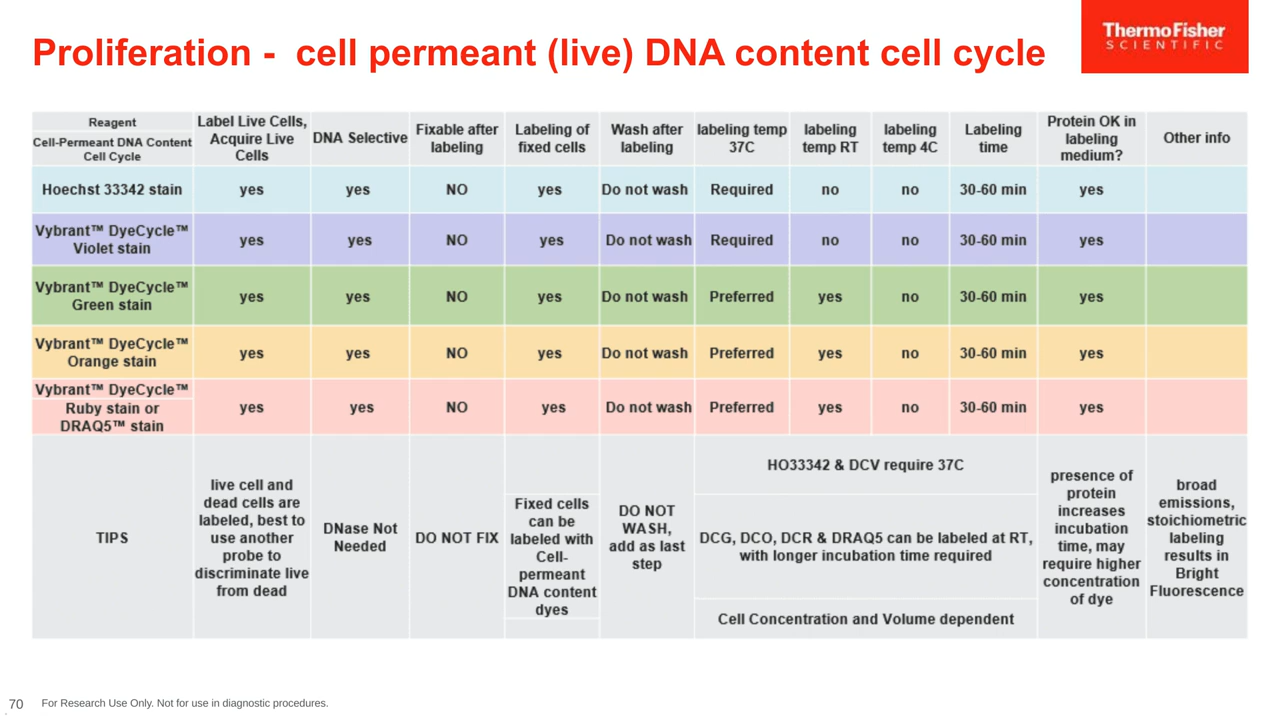 Proliferation -  cell permeant (live) DNA content cell cycle
ThermoFisher
SCIENTIFIC
Reagent
Cell-Permeant DNA Content
Cell Cycle
Label Live Cells,
Acquire Live
Cells
DNA Selective
Fixable after
labeling
Labeling of
fixed cells
Wash after
labeling
labeling temp
37C
labeling
temp RT
labeling
temp 4C
Labeling
time
Protein OK in
labeling
medium?
Other info
Hoechst 33342 stain
yes
yes
NO
yes
Do not wash
Required
no
no
30-60 min
yes
Vybrant™ DyeCycle™
Violet stain
yes
yes
NO
yes
Do not wash
Required
no
no
30-60 min
yes
Vybrant™ DyeCycle™
Green stain
yes
yes
NO
yes
Do not wash
Preferred
yes
no
30-60 min
yes
Vybrant™ DyeCycle™
Orange stain
yes
yes
NO
yes
Do not wash
Preferred
yes
no
30-60 min
yes
Vybrant™ DyeCycle™
Ruby stain or
DRAQ5™ stain
yes
yes
NO
yes
Do not wash
Preferred
yes
no
30-60 min
yes
TIPS
live cell and
dead cells are
labeled, best to
use another
probe to
discriminate live
from dead
DNase Not
Needed
DO NOT FIX
Fixed cells
can be
labeled with
Cell-
permeant
DNA content
dyes
DO NOT
WASH,
add as last
step
HO33342 & DCV require 37C
DCG, DCO, DCR & DRAQ5 can be labeled at RT,
with longer incubation time required
Cell Concentration and Volume dependent
presence of
protein
increases
incubation
time, may
require higher
concentration
of dye
broad
emissions,
stoichiometric
labeling
results in
Bright
Fluorescence
70
For Research Use Only. Not for use in diagnostic procedures.